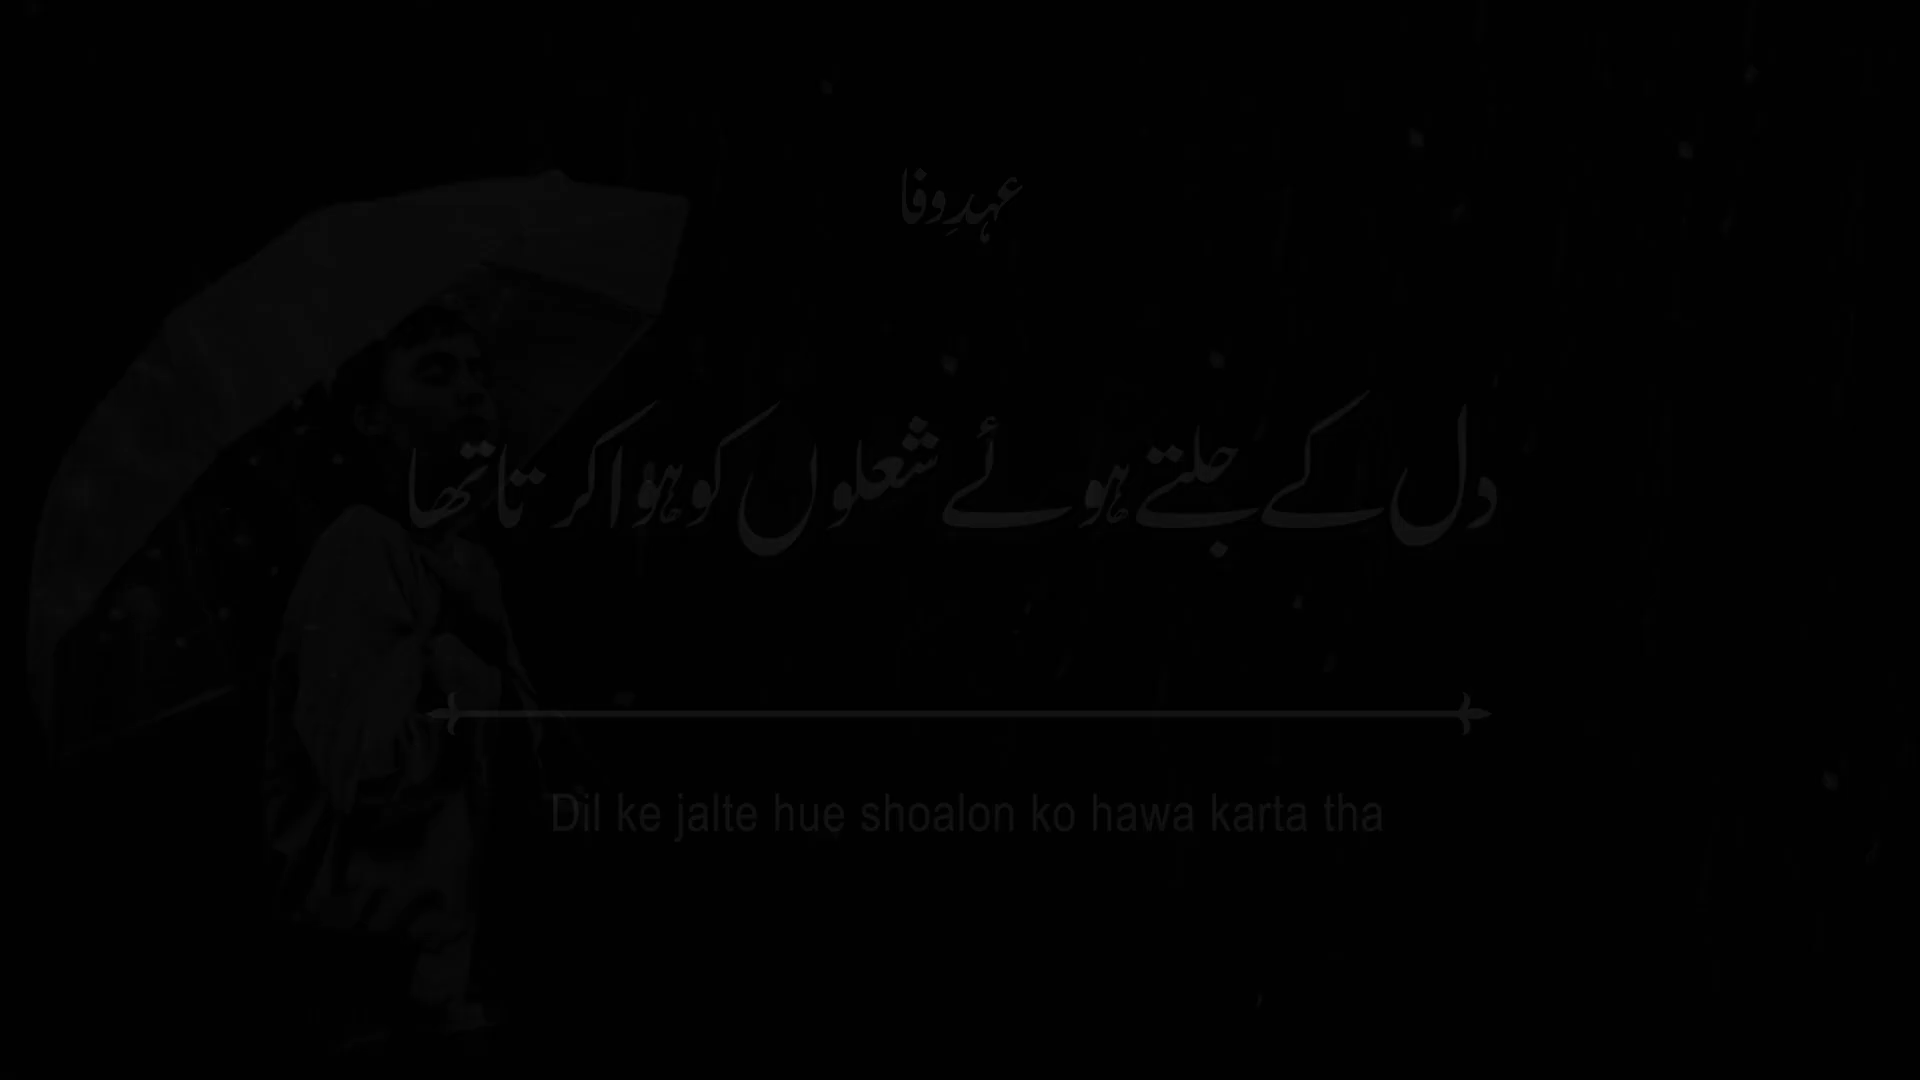 عہدِ وفا
دل کے جلتے ہوئے شعلوں کو ہوا کرتا تھا
Dil ke jalte hue shoalon ko hawa karta tha